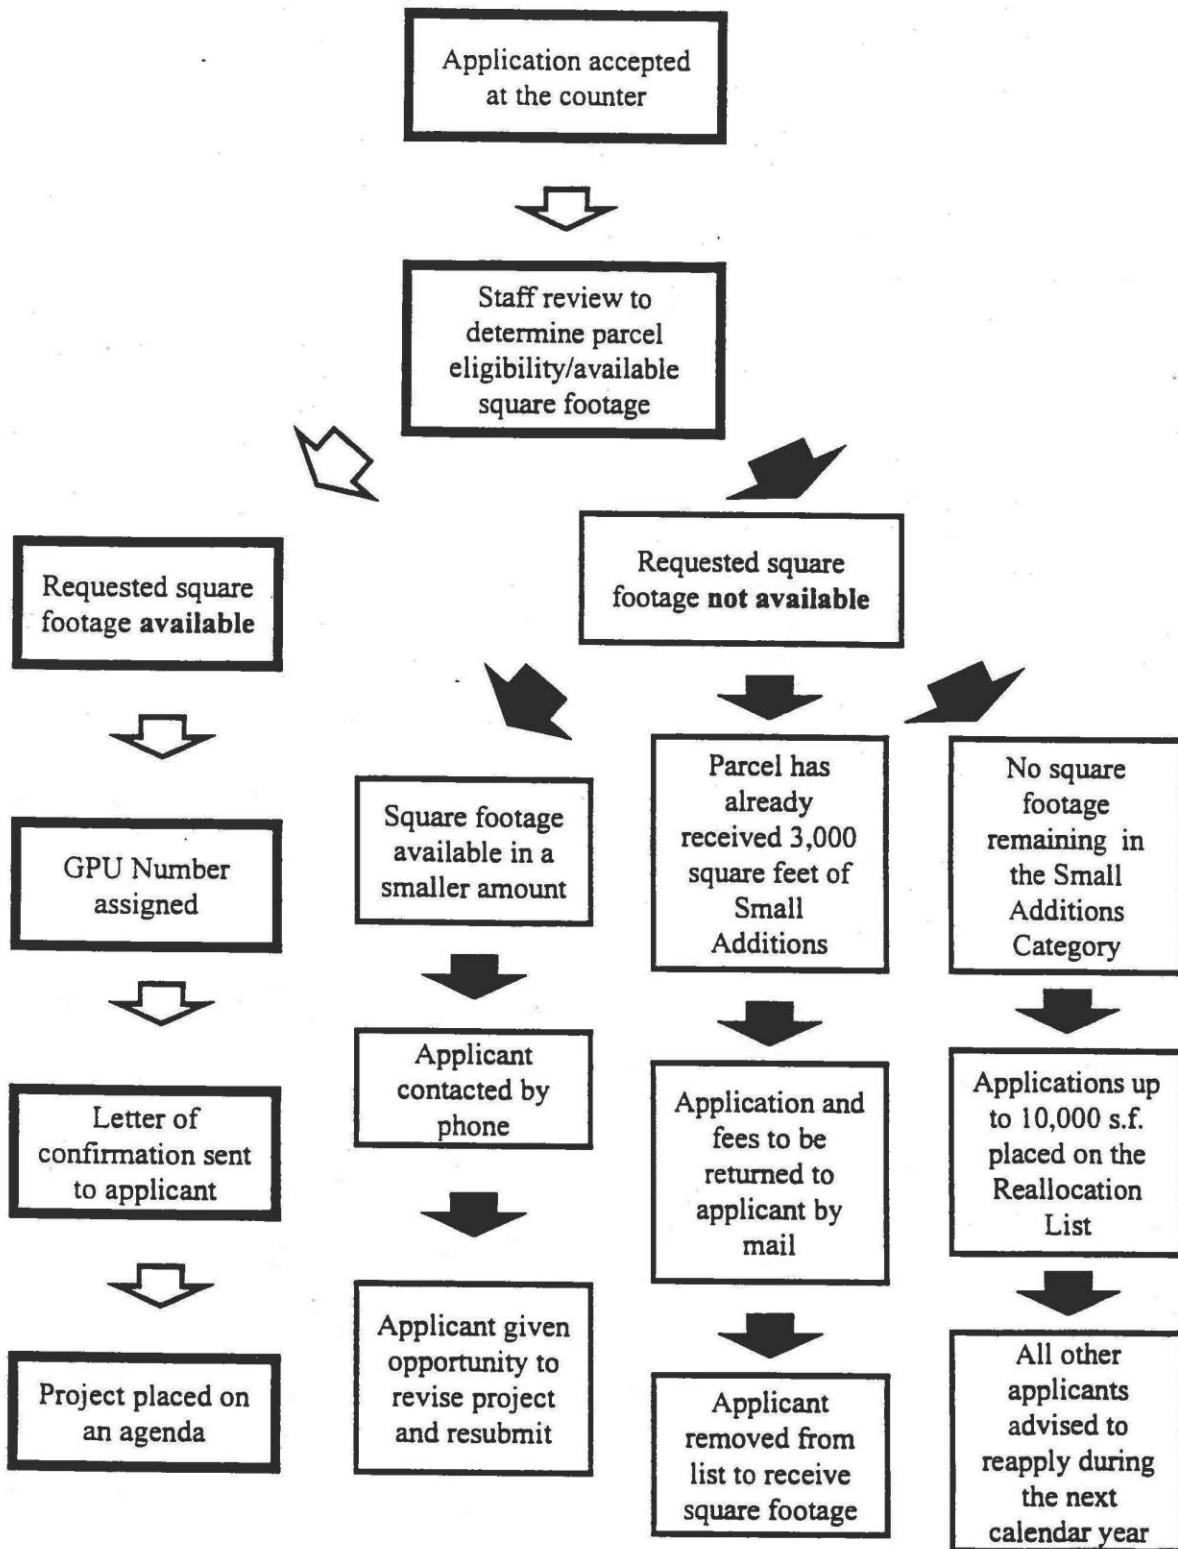 Application accepted
at the counter
Staff review to
determine parcel
eligibility/available
square footage
Requested square
footage available
Requested square
footage not available
GPU Number
assigned
Letter of
confirmation sent
to applicant
Project placed on
an agenda
Square footage
available in a
smaller amount
Applicant
contacted by
phone
Applicant given
opportunity to
revise project
and resubmit
Parcel has
already
received 3,000
square feet of
Small
Additions
Application and
fees to be
returned to
applicant by
mail
Applicant
removed from
list to receive
square footage
No square
footage
remaining in
the Small
Additions
Category
Applications up
to 10,000 s.f.
placed on the
Reallocation
List
All other
applicants
advised to
reapply during
the next
calendar year